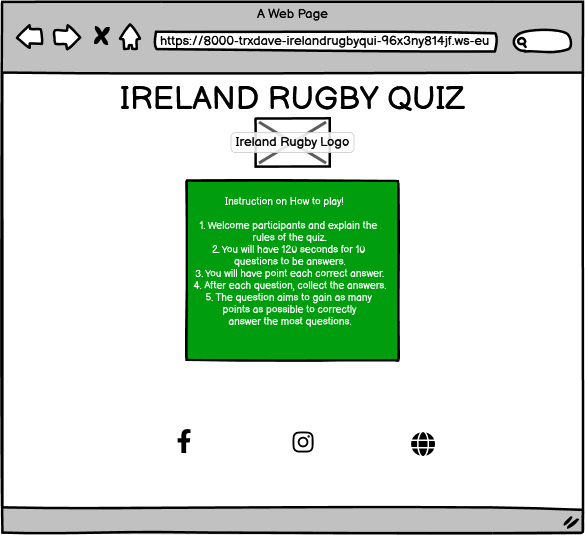 A Web Page
https://8000-trxdave-irelandrugbyqui-96x3ny814jf.ws-eu
IRELAND RUGBY QUIZ
Ireland Rugby Logo
Instruction on How to play!
1. Welcome participants and explain the
rules of the quiz.
2. You will have 120 seconds for 10
questions to be answers.
3. You will have point each correct answer.
4. After each question, collect the answers.
5. The question aims to gain as many
points as possible to correctly
answer the most questions.